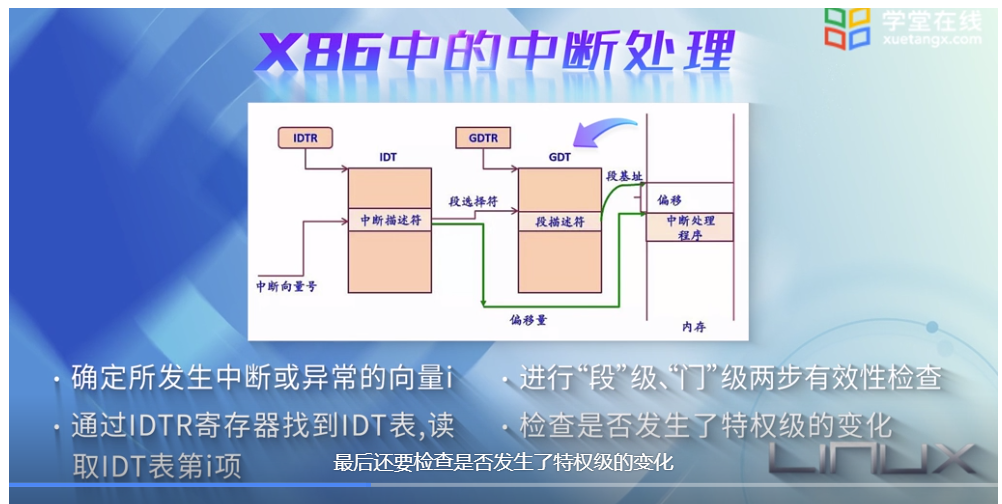 学堂在线
xuetangx.com
X86中的中断处理
IDTR
GDTR
IDT
GDT
段基址
段选择符
偏移
中断描述符
段描述符
中断处理
程序
中断向量号
偏移量
内存
·确定所发生中断或异常的向量i
·通过IDTR寄存器找到IDT表,读
取IDT表第i项
·进行“段”级、“门”级两步有效性检查
·检查是否发生了特权级的变化
最后还要检查是否发生了特权级的变化
LINUX